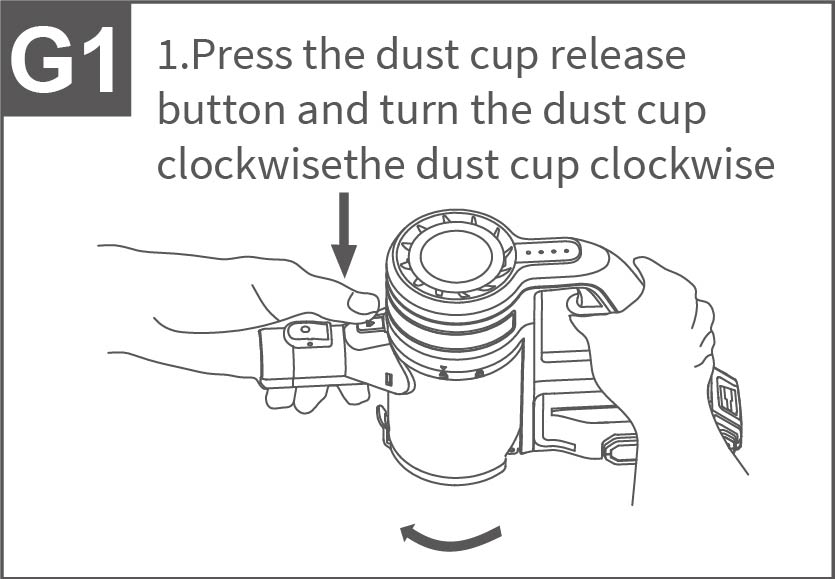 G1
1.Press the dust cup release
button and turn the dust cup
clockwisethe dust cup clockwise